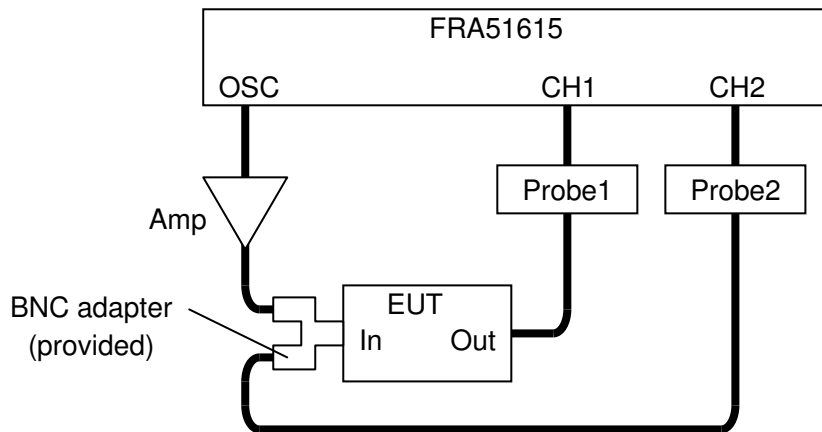 FRA51615
OSC
CH1
CH2
Probe1
Probe2
Amp
BNC adapter
(provided)
EUT
In
Out